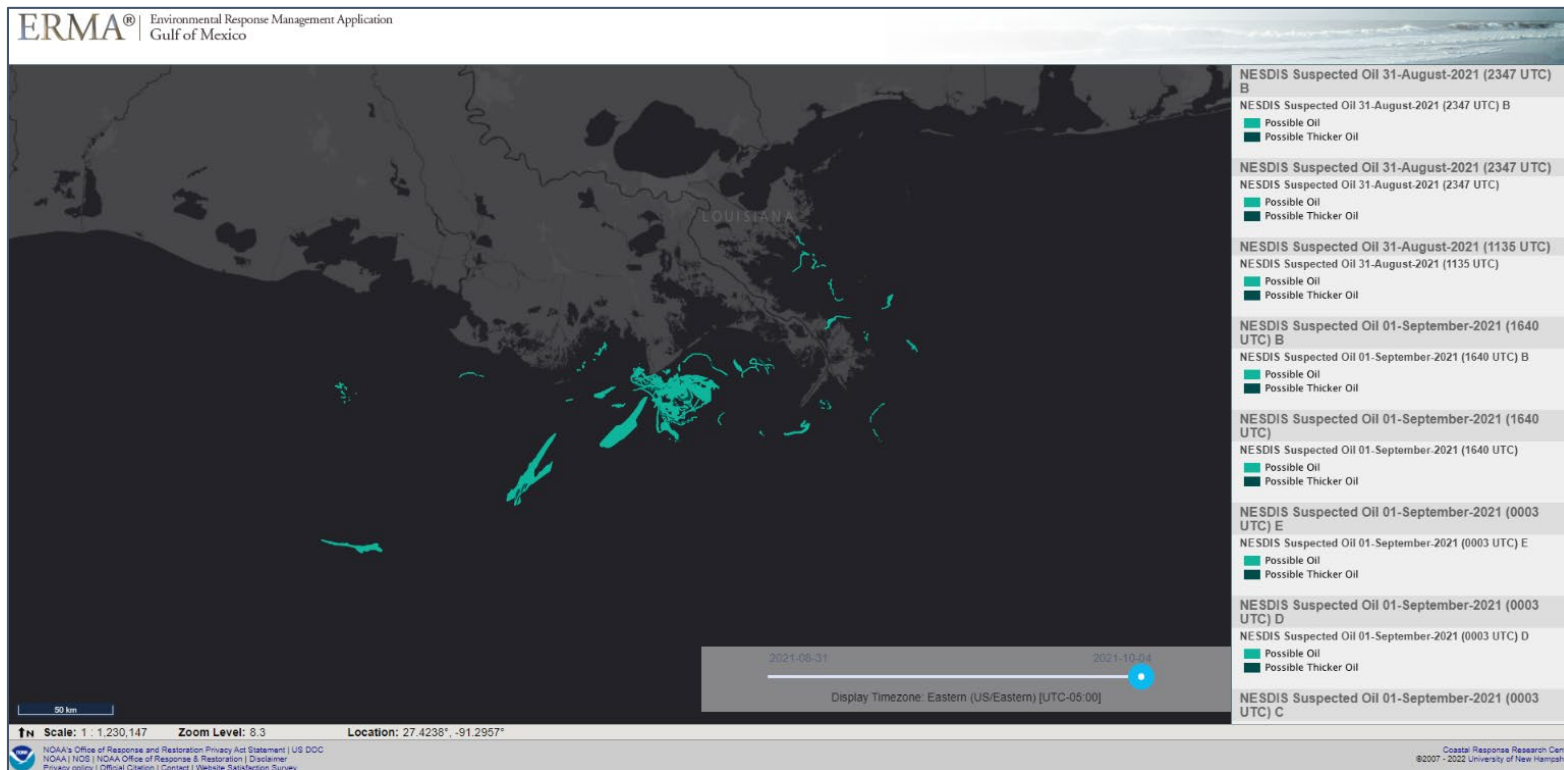 ERMA® | Environmental Response Management Application
Gulf of Mexico
LOUISIANA
NESDIS Suspected Oil 31-August-2021 (2347 UTC)
B
NESDIS Suspected Oil 31-August-2021 (2347 UTC) B
Possible Oil
Possible Thicker Oil
NESDIS Suspected Oil 31-August-2021 (2347 UTC)
NESDIS Suspected Oil 31-August-2021 (2347 UTC)
Possible Oil
Possible Thicker Oil
NESDIS Suspected Oil 31-August-2021 (1135 UTC)
NESDIS Suspected Oil 31-August-2021 (1135 UTC)
Possible Oil
Possible Thicker Oil
NESDIS Suspected Oil 01-September-2021 (1640
UTC) B
NESDIS Suspected Oil 01-September-2021 (1640 UTC) B
Possible Oil
Possible Thicker Oil
NESDIS Suspected Oil 01-September-2021 (1640
UTC)
NESDIS Suspected Oil 01-September-2021 (1640 UTC)
Possible Oil
Possible Thicker Oil
NESDIS Suspected Oil 01-September-2021 (0003
UTC) E
NESDIS Suspected Oil 01-September-2021 (0003 UTC) E
Possible Oil
Possible Thicker Oil
NESDIS Suspected Oil 01-September-2021 (0003
UTC) D
NESDIS Suspected Oil 01-September-2021 (0003 UTC) D
Possible Oil
Possible Thicker Oil
NESDIS Suspected Oil 01-September-2021 (0003
UTC) C
2021-08-31 2021-10-04
Display Timezone: Eastern (US/Eastern) [UTC-05:00]
50 km
N Scale: 1 : 1,230,147 Zoom Level: 8.3 Location: 27.4238°, -91.2957°
NOAA's Office of Response and Restoration Privacy Act Statement | US DOC
NOAA | NOS | NOAA Office of Response & Restoration | Disclaimer
Privacy policy | Official Citation | Contact | Website Satisfaction Survey
Coastal Response Research Cen
©2007 - 2022 University of New Hampsh